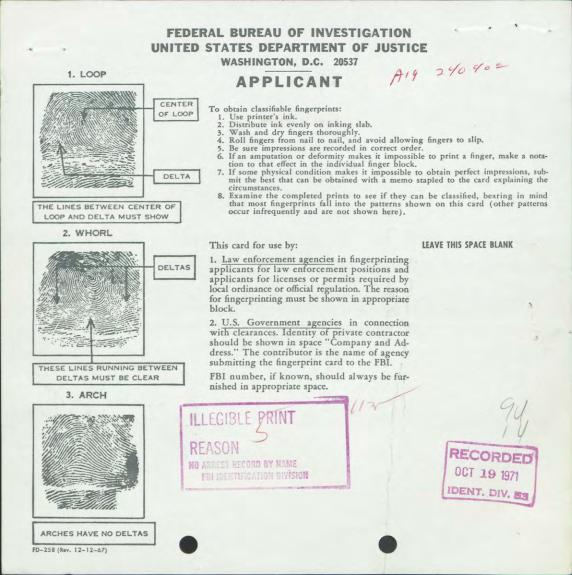 FEDERAL BUREAU OF INVESTIGATION
UNITED STATES DEPARTMENT OF JUSTICE
WASHINGTON, D.C. 20537
APPLICANT
A19 240 402
1. LOOP
CENTER
OF LOOP
DELTA
THE LINES BETWEEN CENTER OF
LOOP AND DELTA MUST SHOW
To obtain classifiable fingerprints:
1. Use printer's ink.
2. Distribute ink evenly on inking slab.
3. Wash and dry fingers thoroughly.
4. Roll fingers from nail to nail, and avoid allowing fingers to slip.
5. Be sure impressions are recorded in correct order.
6. If an amputation or deformity makes it impossible to print a finger, make a nota-
tion to that effect in the individual finger block.
7. If some physical condition makes it impossible to obtain perfect impressions, sub-
mit the best that can be obtained with a memo stapled to the card explaining the
circumstances.
8. Examine the completed prints to see if they can be classified, bearing in mind
that most fingerprints fall into the patterns shown on this card (other patterns
occur infrequently and are not shown here).
2. WHORL
DELTAS
THESE LINES RUNNING BETWEEN
DELTAS MUST BE CLEAR
This card for use by:
1. Law enforcement agencies in fingerprinting
applicants for law enforcement positions and
applicants for licenses or permits required by
local ordinance or official regulation. The reason
for fingerprinting must be shown in appropriate
block.
2. U.S. Government agencies in connection
with clearances. Identity of private contractor
should be shown in space "Company and Ad-
dress." The contributor is the name of agency
submitting the fingerprint card to the FBI.
FBI number, if known, should always be fur-
nished in appropriate space.
LEAVE THIS SPACE BLANK
3. ARCH
ARCHES HAVE NO DELTAS
FD-258 (Rev. 12-12-67)
ILLEGIBLE PRINT
5
REASON
NO ARREST RECORD BY NAME
FBI IDENTIFICATION DIVISION
94
14
RECORDED
OCT 19 1971
IDENT. DIV. 53